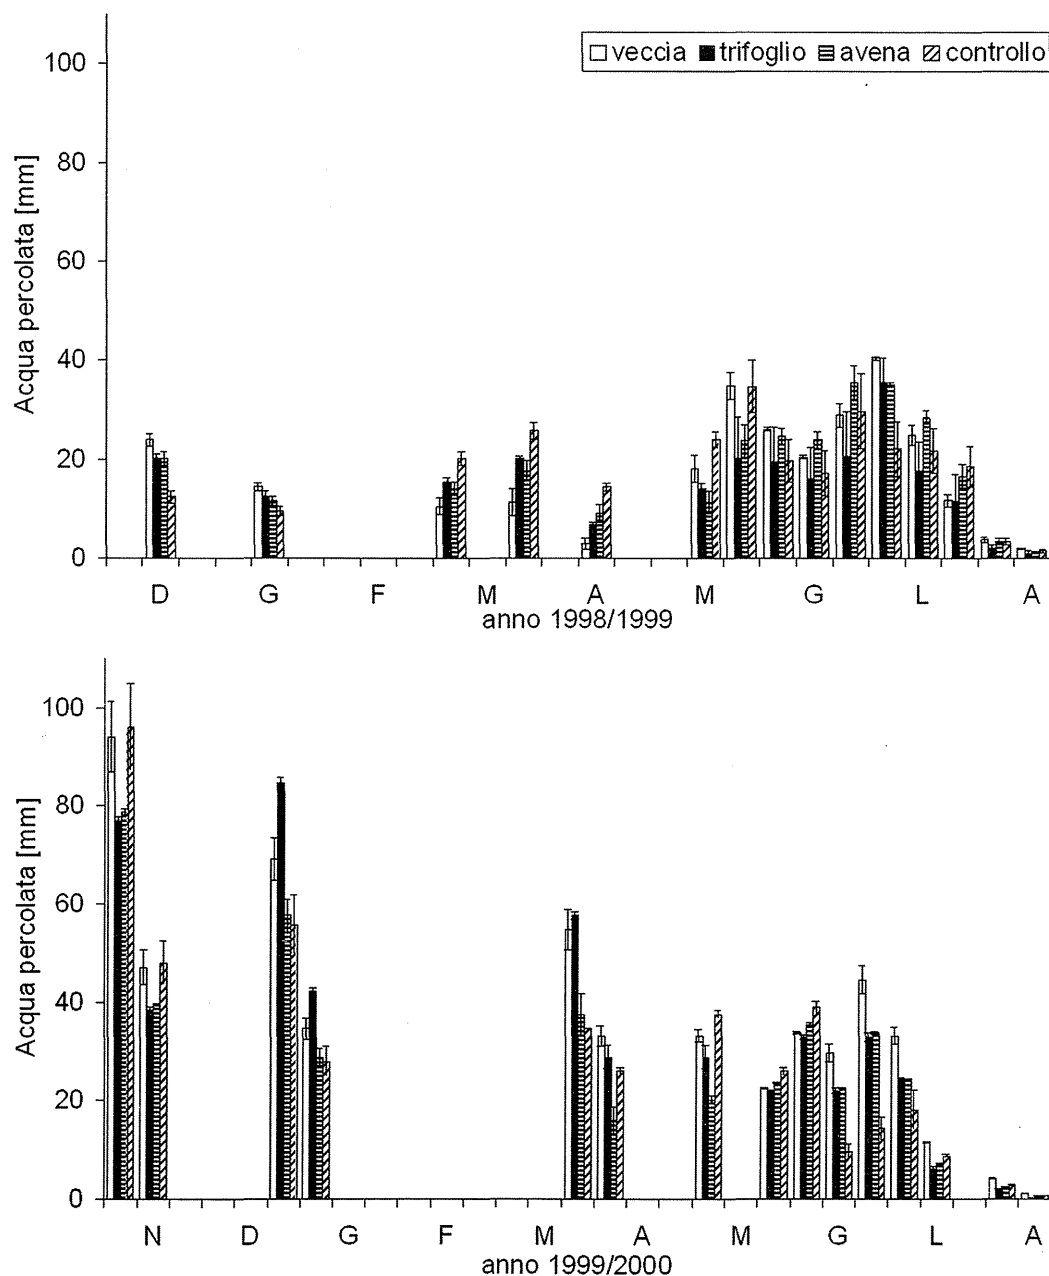 100
veccia trifoglio avena controllo
80
60
40
20
0
Acqua percolata [mm]
D G F M A M G L A
anno 1998/1999
100
80
60
40
20
0
Acqua percolata [mm]
N D G F M A M G L A
anno 1999/2000